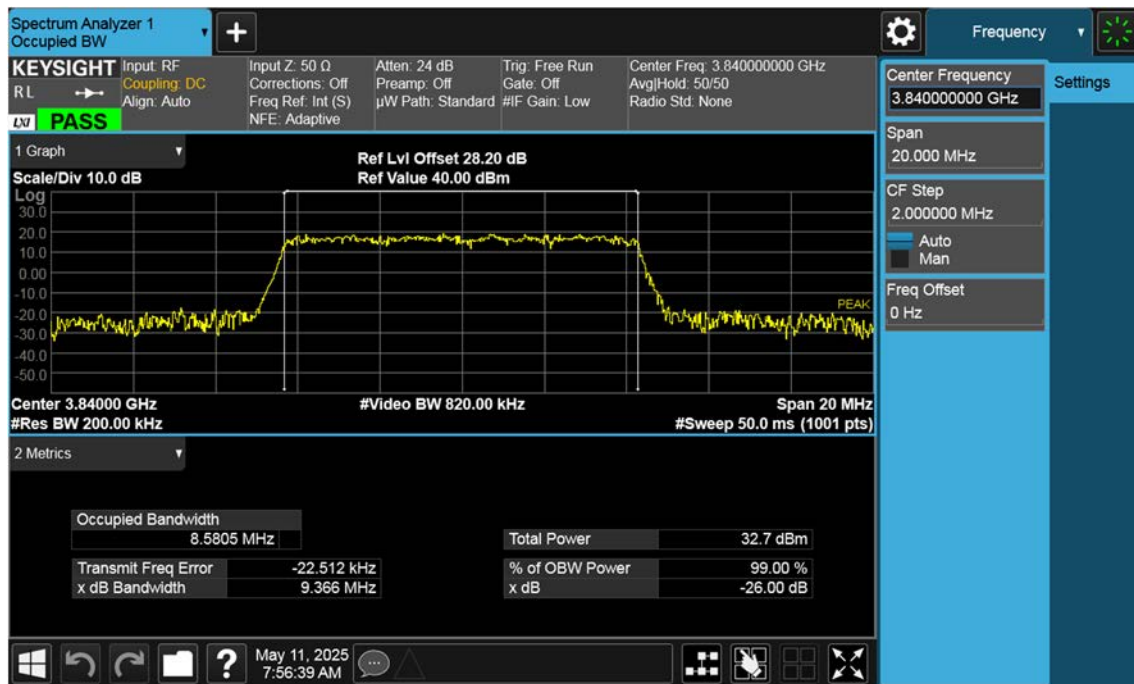 Spectrum Analyzer 1
Occupied BW
+
Frequency
KEYSIGHT
RL
LXI PASS
Input: RF
Coupling: DC
Align: Auto
Input Z: 50 Ω
Corrections: Off
Freq Ref: Int (S)
NFE: Adaptive
Atten: 24 dB
Preamp: Off
µW Path: Standard
Trig: Free Run
Gate: Off
#IF Gain: Low
Center Freq: 3.840000000 GHz
Avg|Hold: 50/50
Radio Std: None
Center Frequency
3.840000000 GHz
Settings
Span
20.000 MHz
CF Step
2.000000 MHz
Auto
Man
Freq Offset
0 Hz
1 Graph
Scale/Div 10.0 dB
Ref Lvl Offset 28.20 dB
Ref Value 40.00 dBm
Log
30.0
20.0
10.0
0.00
-10.0
-20.0
-30.0
-40.0
-50.0
PEAK
Center 3.84000 GHz
#Video BW 820.00 kHz
Span 20 MHz
#Res BW 200.00 kHz
#Sweep 50.0 ms (1001 pts)
2 Metrics
Occupied Bandwidth
8.5805 MHz
Total Power 32.7 dBm
Transmit Freq Error -22.512 kHz
% of OBW Power 99.00 %
x dB Bandwidth 9.366 MHz
x dB -26.00 dB
?
May 11, 2025
7:56:39 AM